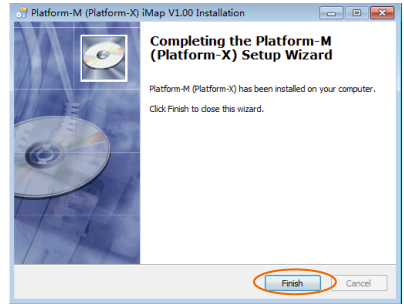 Platform-M (Platform-X) iMap V1.00 Installation
Completing the Platform-M
(Platform-X) Setup Wizard
Platform-M (Platform-X) has been installed on your computer.
Click Finish to close this wizard.
Finish
Cancel